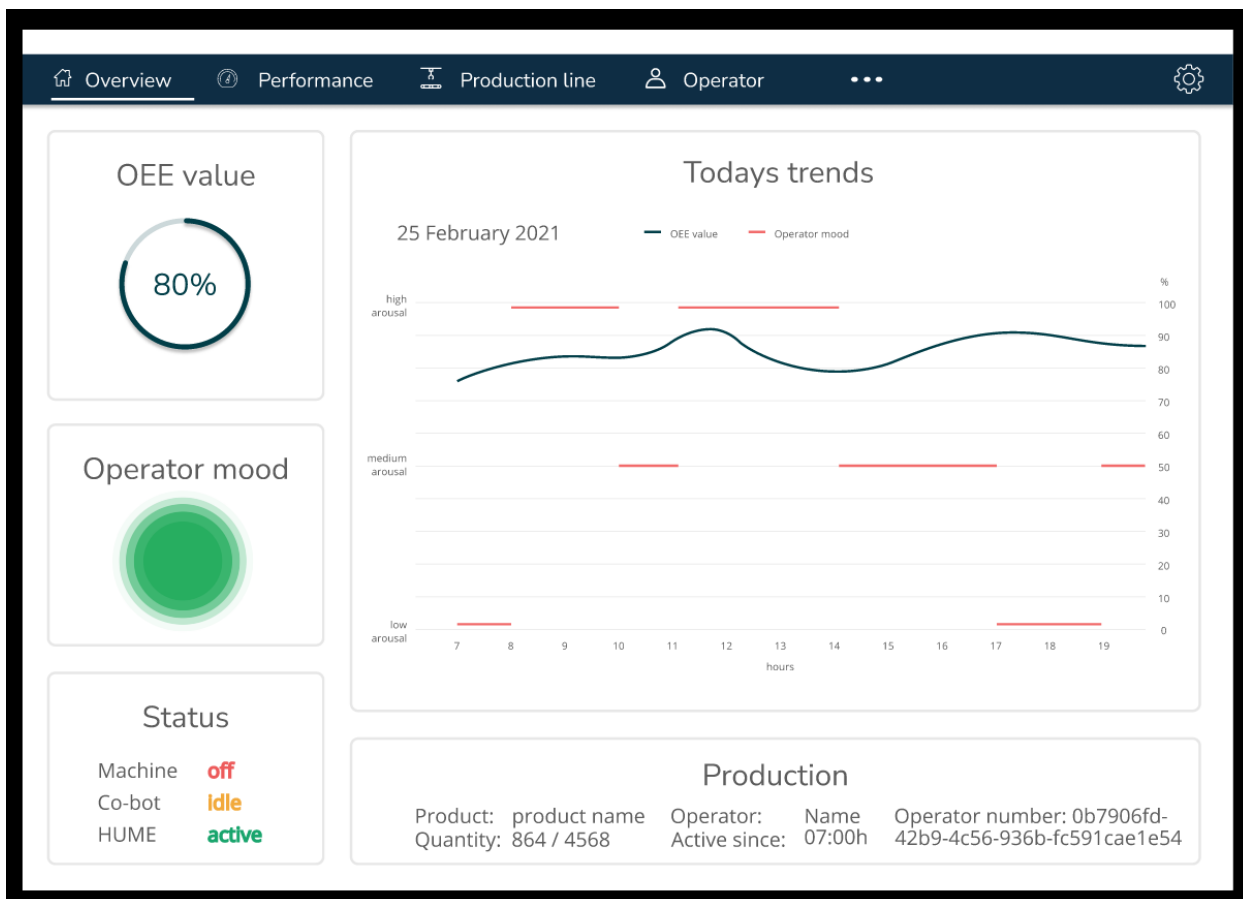 Overview Performance Production line Operator •••
OEE value
80%
Operator mood
Status
Machine off
Co-bot idle
HUME active
Todays trends
25 February 2021 OEE value Operator mood
%
high
arousal
100
90
80
70
60
medium
arousal
50
40
30
20
10
low
arousal
0
7 8 9 10 11 12 13 14 15 16 17 18 19
hours
Production
Product: product name Operator: Name Operator number: 0b7906fd-
Quantity: 864 / 4568 Active since: 07:00h 42b9-4c56-936b-fc591cae1e54